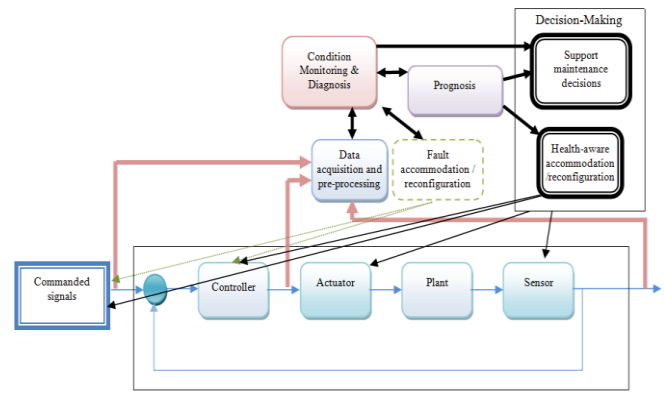 Decision-Making
Condition
Monitoring &
Diagnosis
Support
maintenance
decisions
Prognosis
Data
acquisition and
pre-processing
Fault
accommodation /
reconfiguration
Health-aware
accommodation
/reconfiguration
Commanded
signals
Controller
Actuator
Plant
Sensor